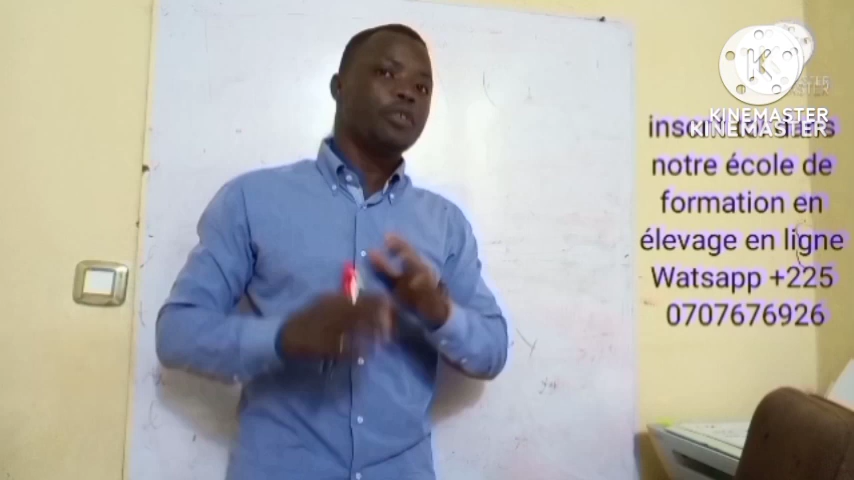 KINEMASTER
KINEMASTER
notre école de
formation en
élevage en ligne
Watsapp +225
0707676926